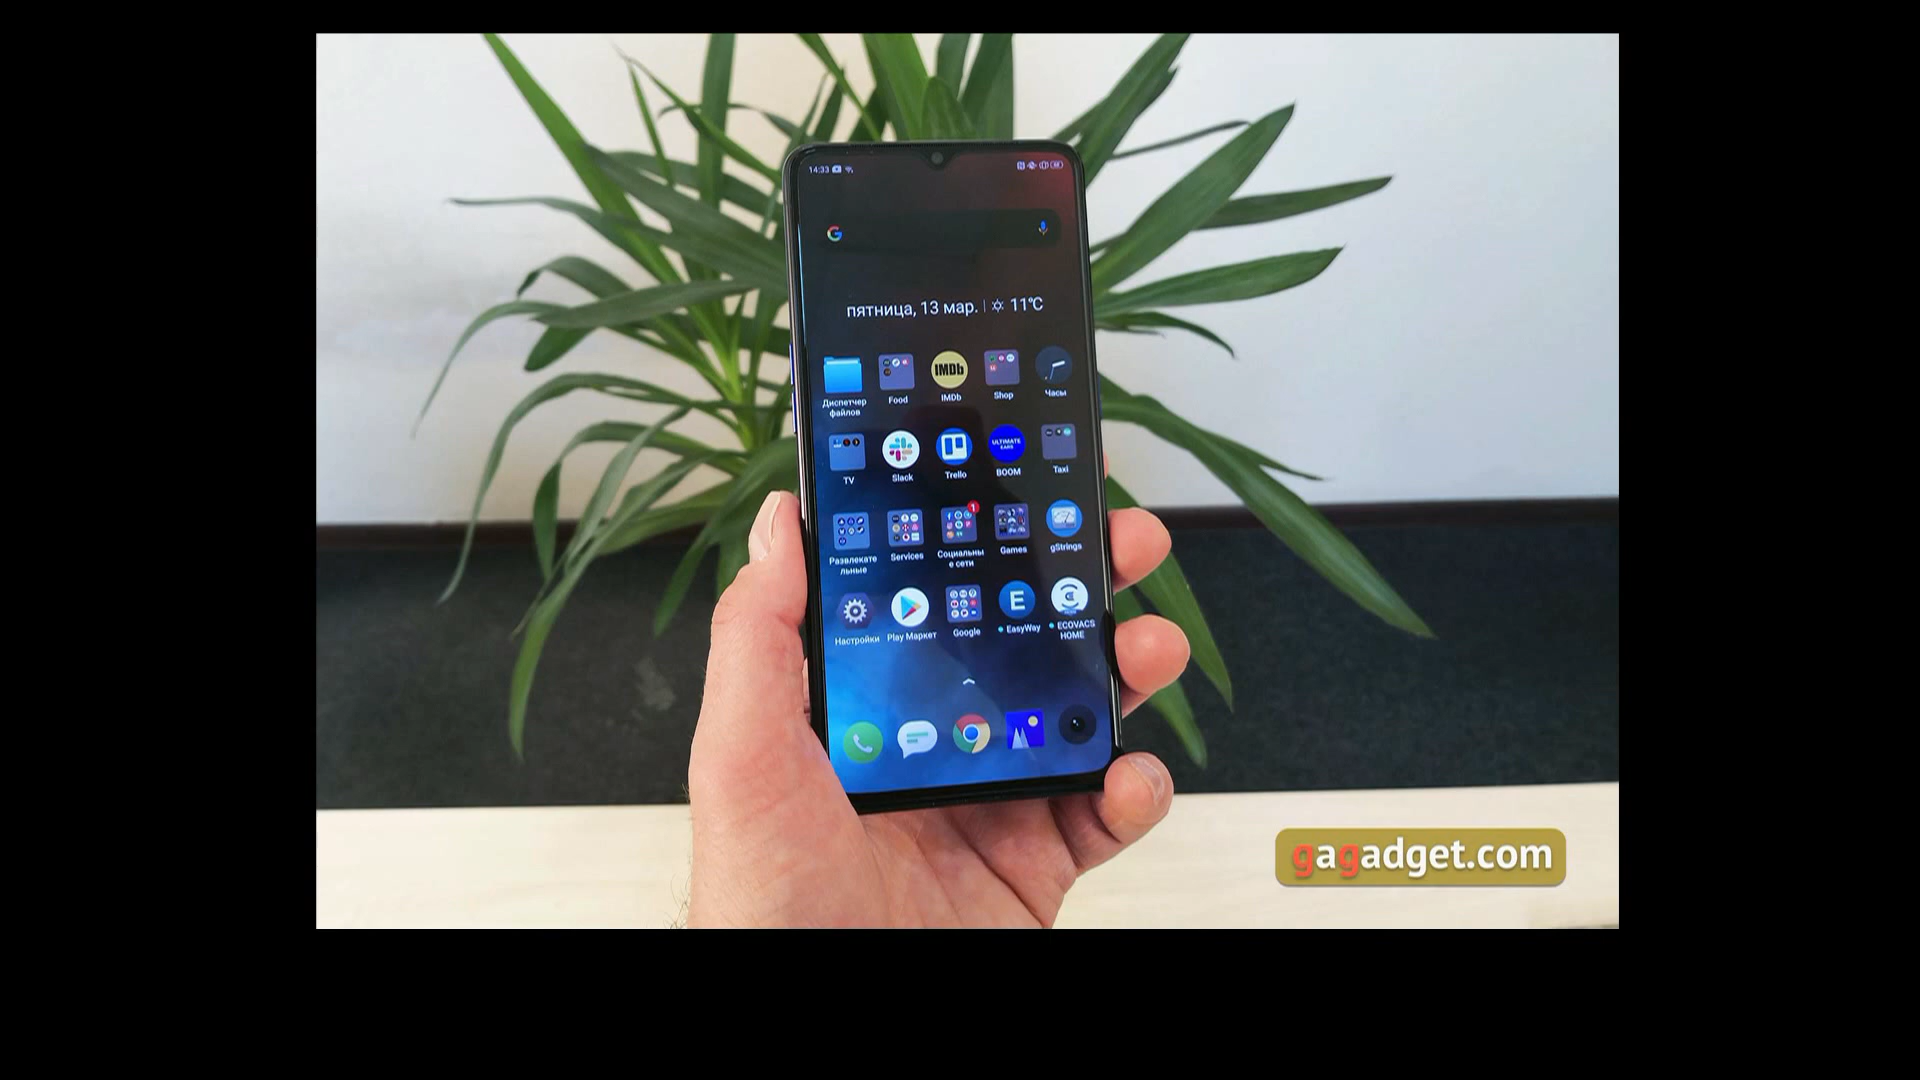 14:33
G
пятница, 13 мар. 11°C
IMDb
Диспетчер
файлов
Food
IMDb
Shop
Часы
ULTIMATE
EARS
TV
Slack
Trello
BOOM
Taxi
1
Развлекате
льные
Services
Социальны
е сети
Games
gStrings
E
Настройки
Play Маркет
Google
EasyWay
ECOVACS
HOME
gagadget.com